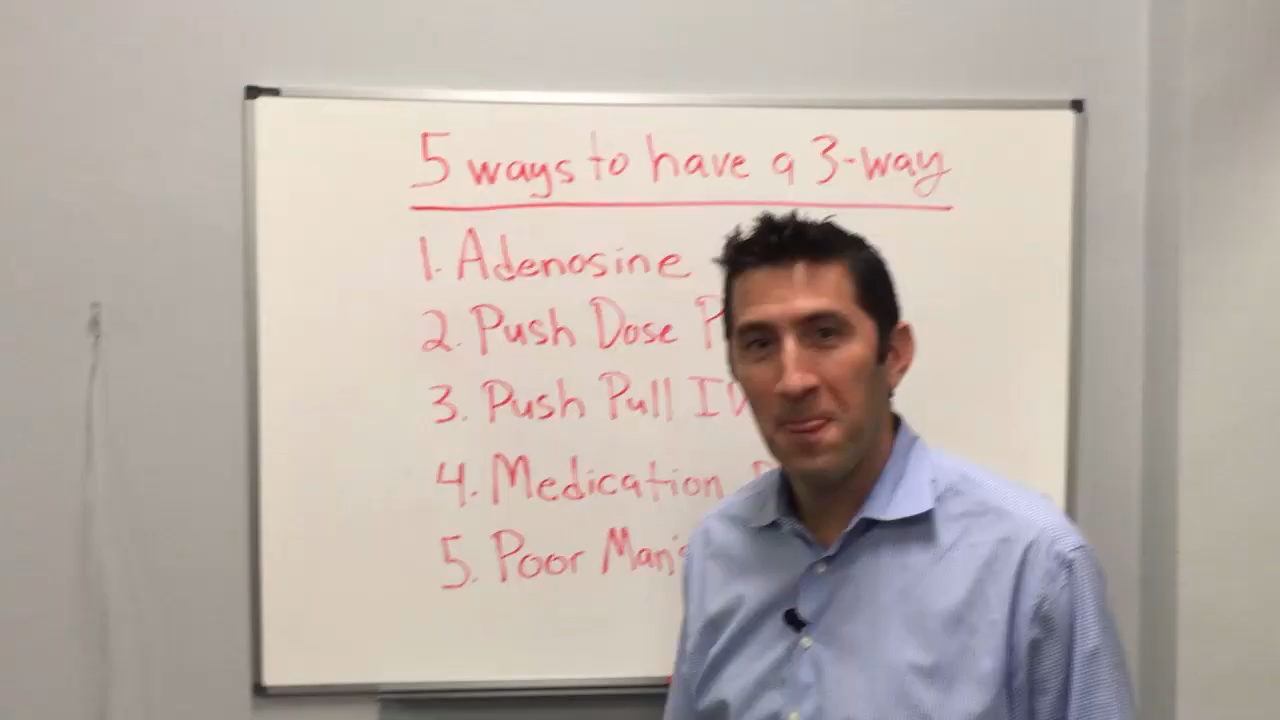 5 ways to have a 3-way
1. Adenosine
2. Push Dose
3. Push Pull IV
4. Medication
5. Poor Man's